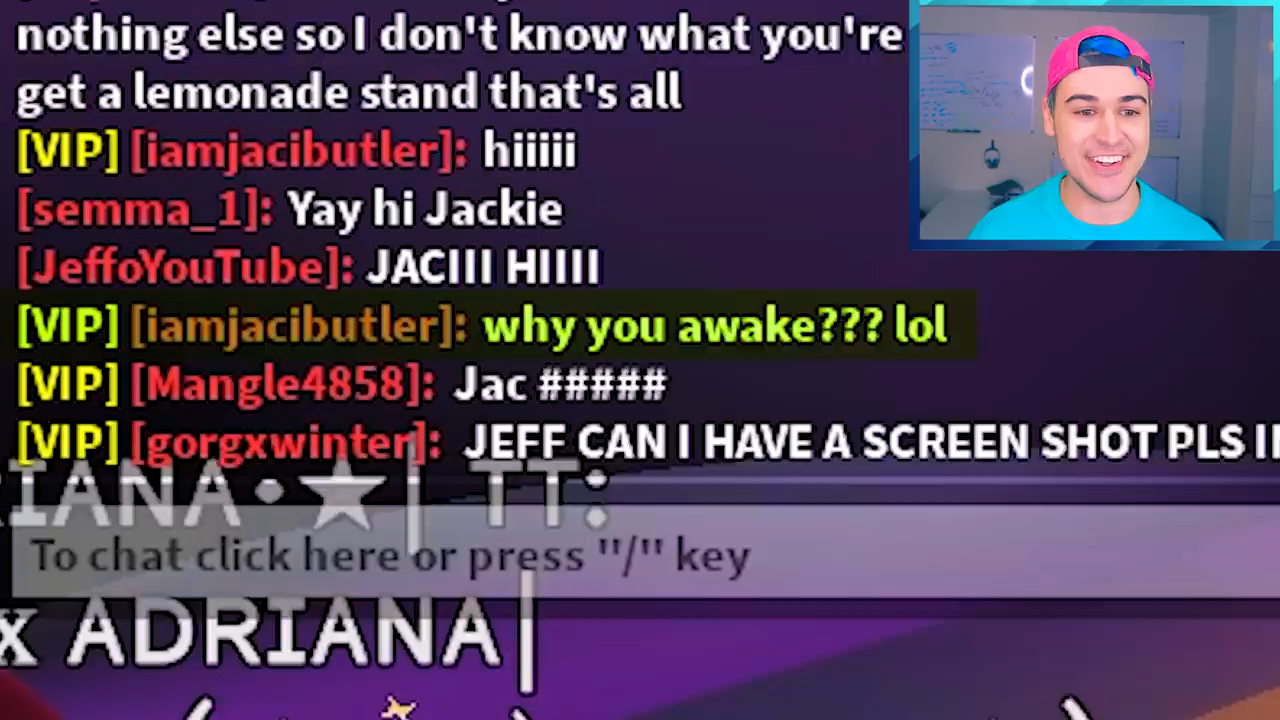 nothing else so I don't know what you're
get a lemonade stand that's all
[VIP] [iamjacibutler]: hiiiii
[semma_1]: Yay hi Jackie
[JeffoYouTube]: JACIII HIIII
[VIP] [iamjacibutler]: why you awake??? lol
[VIP] [Mangle4858]: Jac #####
[VIP] [gorgxwinter]: JEFF CAN I HAVE A SCREEN SHOT PLS I
RIANA•★| TT:
To chat click here or press "/" key
x ADRIANA|